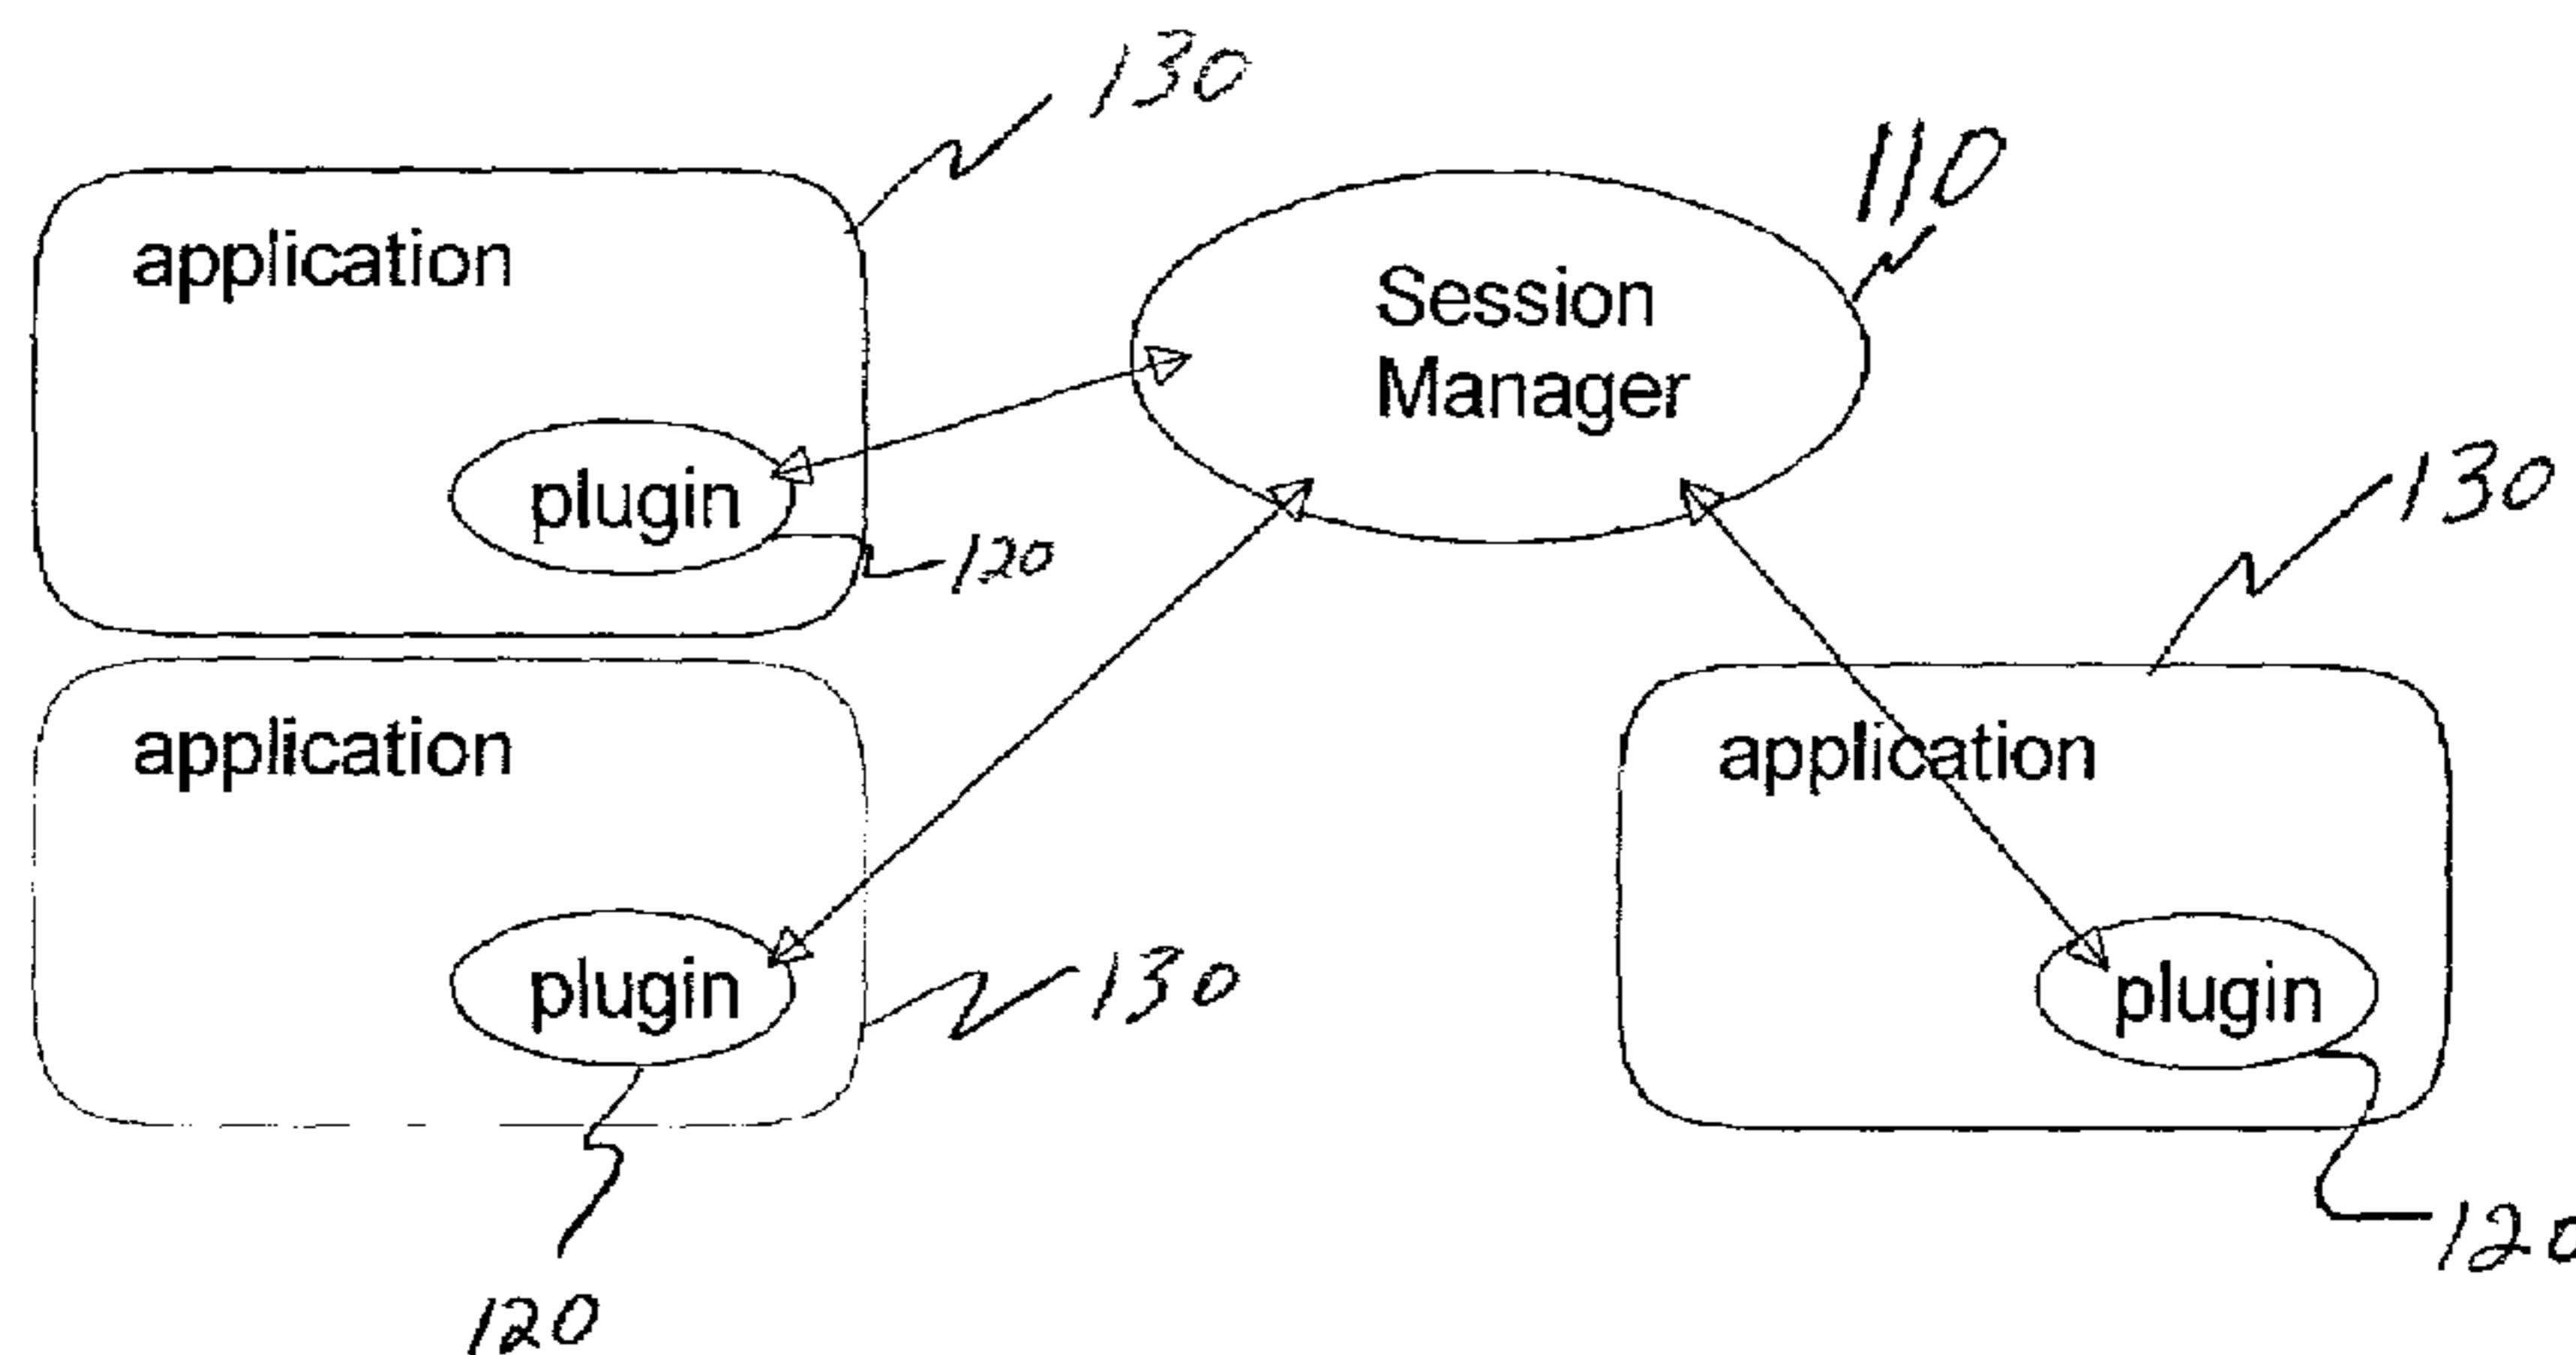 130
110
application
Session
Manager
plugin
120
130
application
application
plugin
130
plugin
120
120